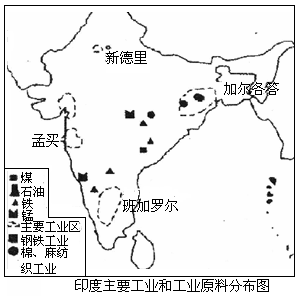 新德里
加尔各答
孟买
班加罗尔
煤
石油
铁
锰
主要工业区
钢铁工业
棉、麻纺
织工业
印度主要工业和工业原料分布图